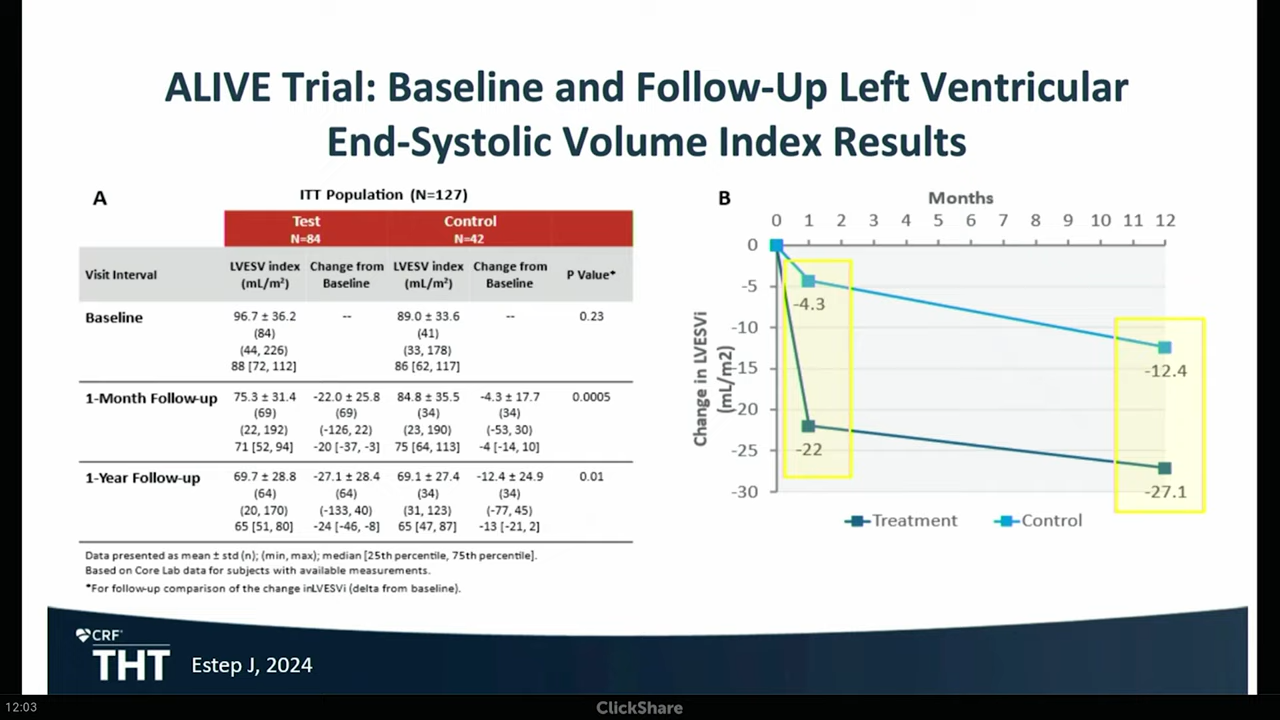 ALIVE Trial: Baseline and Follow-Up Left Ventricular
End-Systolic Volume Index Results
A
ITT Population (N=127)
Test
N=84
Control
N=42
Visit Interval
LVESV index
(mL/m²)
Change from
Baseline
LVESV index
(mL/m²)
Change from
Baseline
P Value*
Baseline
96.7 ± 36.2
(84)
(44, 226)
88 [72, 112]
--
89.0 ± 33.6
(41)
(33, 178)
86 [62, 117]
--
0.23
1-Month Follow-up
75.3 ± 31.4
(69)
(22, 192)
71 [52, 94]
-22.0 ± 25.8
(69)
(-126, 22)
-20 [-37, -3]
84.8 ± 35.5
(34)
(23, 190)
75 [64, 113]
-4.3 ± 17.7
(34)
(-53, 30)
-4 [-14, 10]
0.0005
1-Year Follow-up
69.7 ± 28.8
(64)
(20, 170)
65 [51, 80]
-27.1 ± 28.4
(64)
(-133, 40)
-24 [-46, -8]
69.1 ± 27.4
(34)
(31, 123)
65 [47, 87]
-12.4 ± 24.9
(34)
(-77, 45)
-13 [-21, 2]
0.01
Data presented as mean ± std (n); (min, max); median [25th percentile, 75th percentile].
Based on Core Lab data for subjects with available measurements.
*For follow-up comparison of the change inLVESVi (delta from baseline).
B
Months
0 1 2 3 4 5 6 7 8 9 10 11 12
Change in LVESVi
(mL/m2)
0
-5
-10
-15
-20
-25
-30
-4.3
-12.4
-22
-27.1
Treatment
Control
CRF
THT
Estep J, 2024
12:03
ClickShare